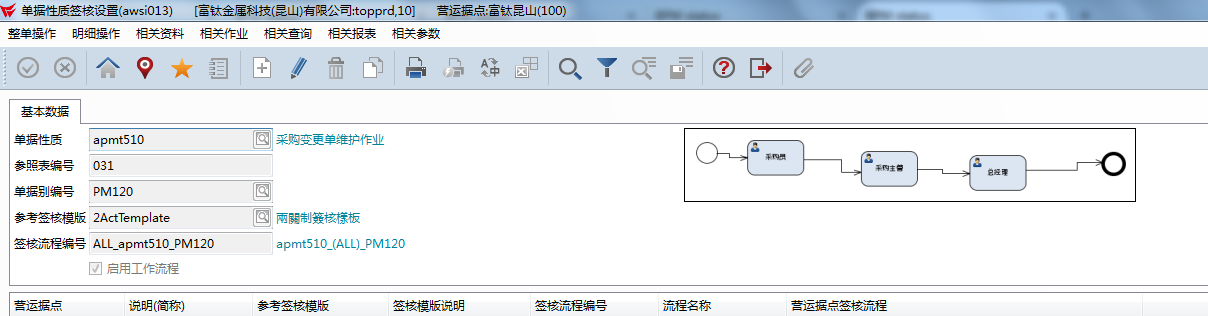 单据性质签核设置(awsi013) [富钛金属科技(昆山)有限公司:topprd,10] 营运据点:富钛昆山(100)
整单操作 明细操作 相关资料 相关作业 相关查询 相关报表 相关参数
基本数据
单据性质 apmt510 采购变更单维护作业
参照表编号 031
单据别编号 PM120
参考签核模版 2ActTemplate 兩關制簽核樣板
签核流程编号 ALL_apmt510_PM120 apmt510_(ALL)_PM120
启用工作流程
采购员
采购主管
总经理
营运据点 说明(简称) 参考签核模版 签核模版说明 签核流程编号 流程名称 营运据点签核流程